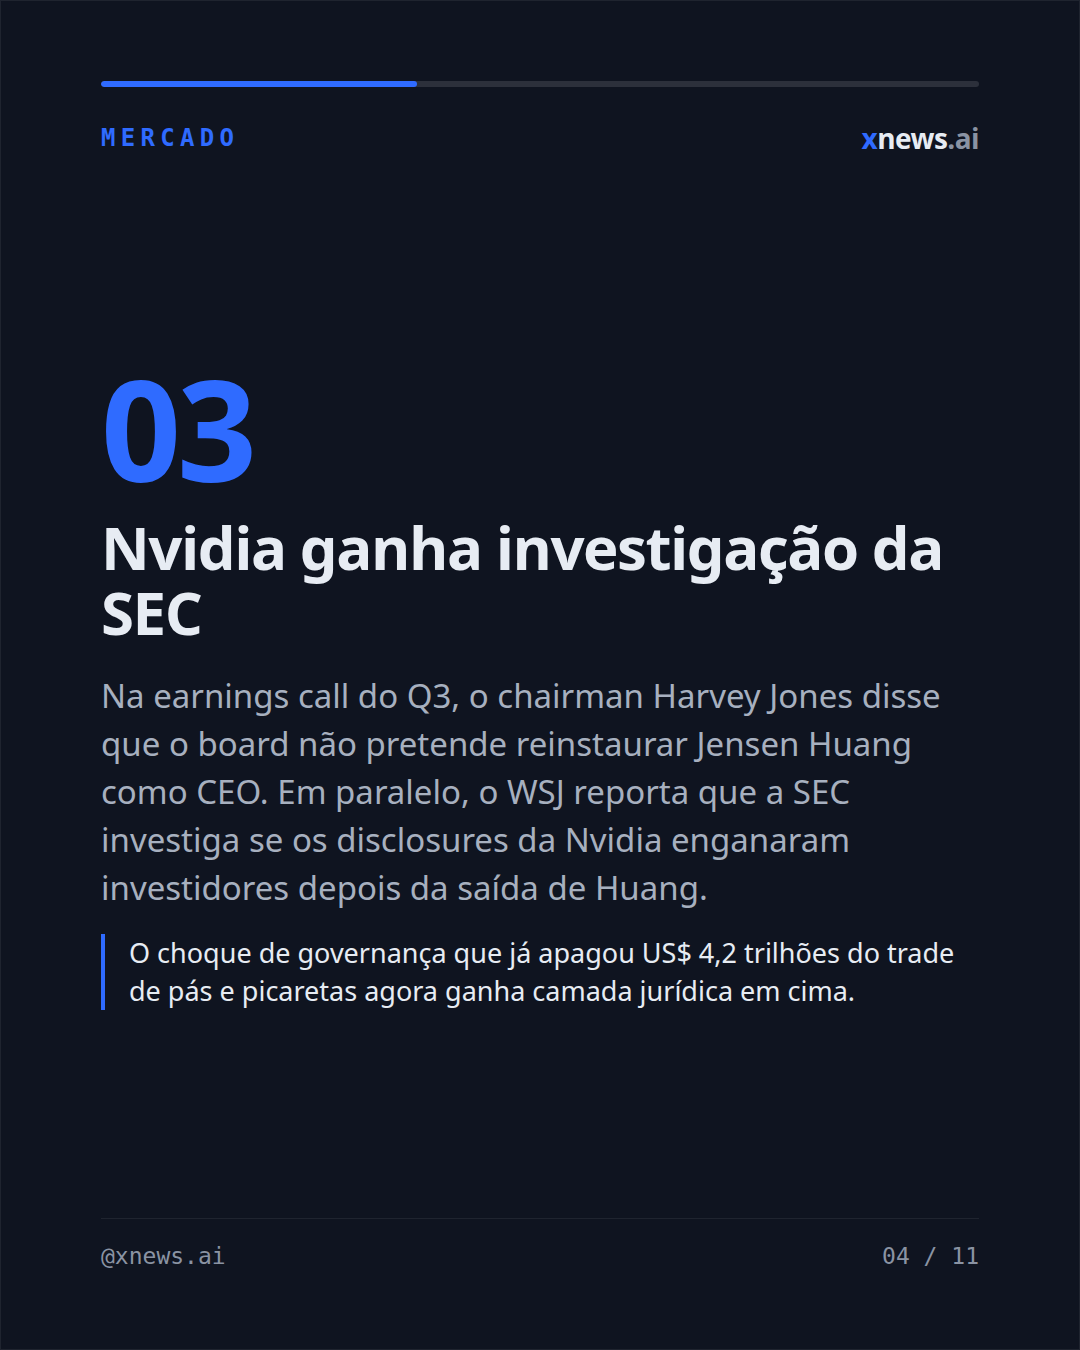 MERCADO
xnews.ai
03
Nvidia ganha investigação da
SEC
Na earnings call do Q3, o chairman Harvey Jones disse
que o board não pretende reinstaurar Jensen Huang
como CEO. Em paralelo, o WSJ reporta que a SEC
investiga se os disclosures da Nvidia enganaram
investidores depois da saída de Huang.
O choque de governança que já apagou US$ 4,2 trilhões do trade
de pás e picaretas agora ganha camada jurídica em cima.
@xnews.ai
04 / 11